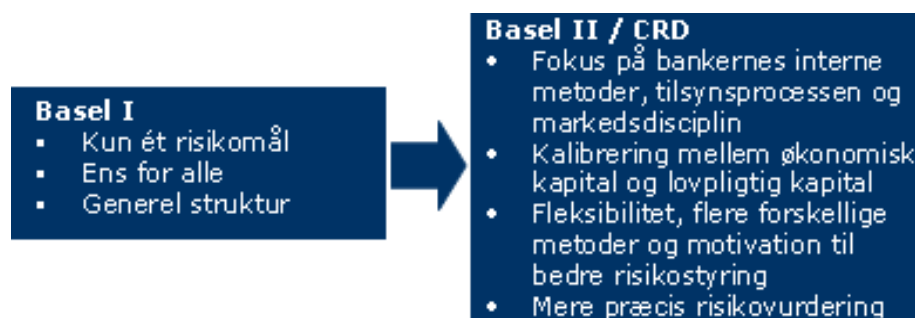 Basel I
▪ Kun ét risikomål
▪ Ens for alle
▪ Generel struktur
Basel II / CRD
• Fokus på bankernes interne
metoder, tilsynsprocessen og
markedsdisciplin
• Kalibrering mellem økonomisk
kapital og lovpligtig kapital
• Fleksibilitet, flere forskellige
metoder og motivation til
bedre risikostyring
• Mere præcis risikovurdering